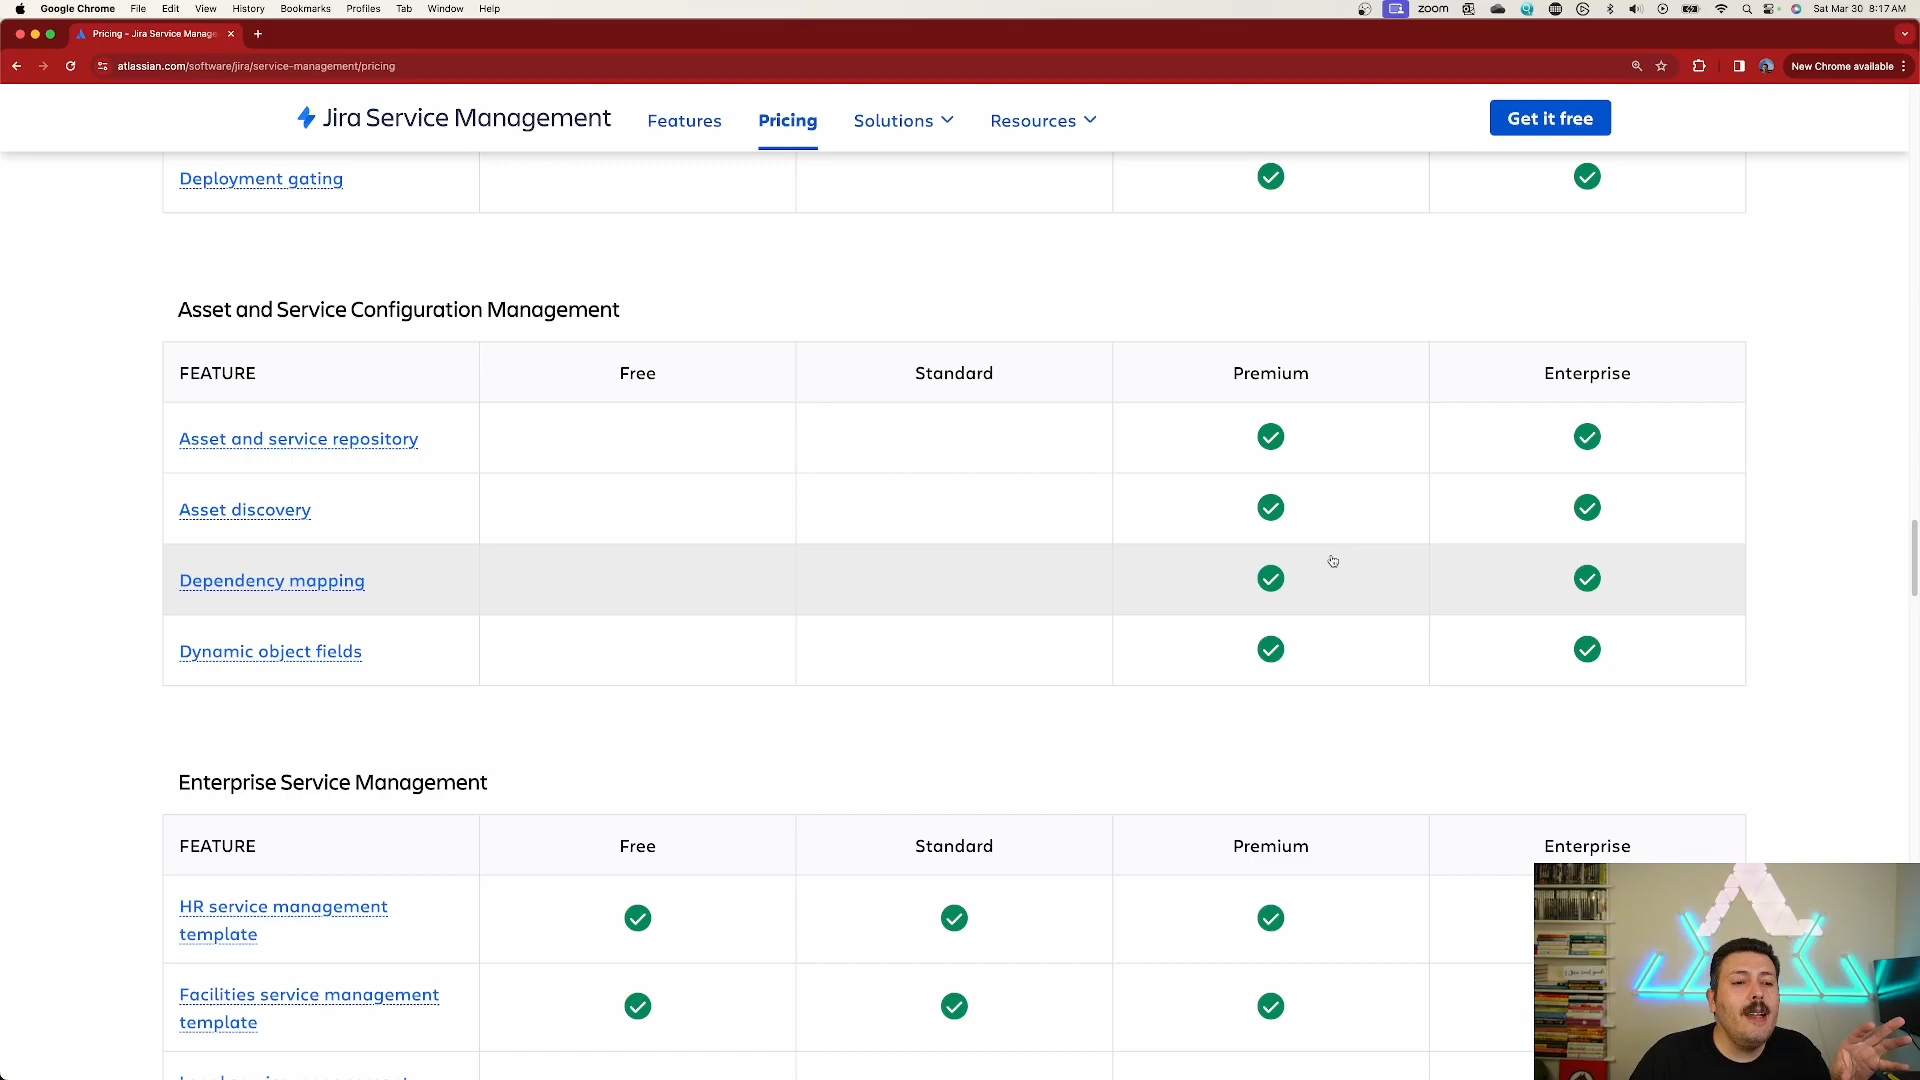 Google Chrome File Edit View History Bookmarks Profiles Tab Window Help zoom Sat Mar 30 8:17 AM
Pricing - Jira Service Manage
atlassian.com/software/jira/service-management/pricing New Chrome available
Jira Service Management Features Pricing Solutions Resources Get it free
Deployment gating
Asset and Service Configuration Management
FEATURE Free Standard Premium Enterprise
Asset and service repository
Asset discovery
Dependency mapping
Dynamic object fields
Enterprise Service Management
FEATURE Free Standard Premium Enterprise
HR service management
template
Facilities service management
template